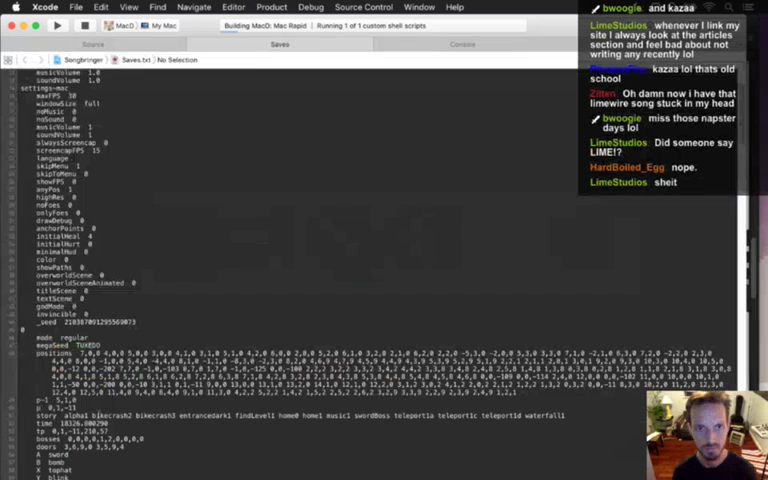 Xcode File Edit View Find Navigate Editor Product Debug Source Control Window Help
MacD My Mac
Building MacD: Mac Rapid Running 1 of 1 custom shell scripts
Source Saves Console
Songbringer Saves.txt No Selection
musicVolume 1.0
soundVolume 1.0
settings-mac
maxFPS 30
windowSize full
noMusic 0
noSound 0
musicVolume 1
soundVolume 1
alwaysScreencap 0
screencapFPS 15
language
skipMenu 1
skipToMenu 0
showFPS 0
anyPos 1
highRes 0
noFoes 0
onlyFoes 0
drawDebug 0
anchorPoints 0
initialHeal 4
initialHurt 0
minimalHud 0
color 0
showPaths 0
overworldScene 0
overworldSceneAnimated 0
titleScene 0
textScene 0
godMode 0
invincible 0
_seed 210387091295569073
0
mode regular
megaSeed TUXEDO
positions
p-1 5,1,0
p 0,1,-11
story alpha1 bikecrash2 bikecrash3 entrancedark1 findLevel1 home0 home1 music1 swordBoss teleport1a teleport1c teleport1d waterfall1
time 18326.800290
tp 0,1,-11,210,57
bosses 0,0,0,0,1,2,0,0,0,0
doors 3,0,9,0 3,5,9,4
A sword
B bomb
X tophat
Y blink
bwoogie and kazaa
LimeStudios whenever I link my
site I always look at the articles
section and feel bad about not
writing any recently lol
kazaa lol thats old
school
Zitten Oh damn now i have that
limewire song stuck in my head
bwoogie miss those napster
days lol
LimeStudios Did someone say
LIME!?
HardBoiled_Egg nope.
LimeStudios sheit